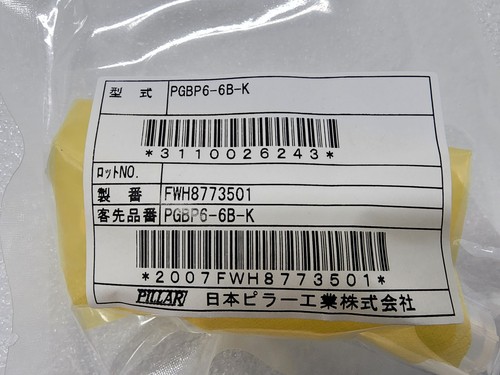 型式 PGBP6-6B-K
*3110026243*
ロットNO.
製番 FWH8773501
客先品番 PGBP6-6B-K
*2007FWH8773501*
PILLAR 日本ピラー工業株式会社